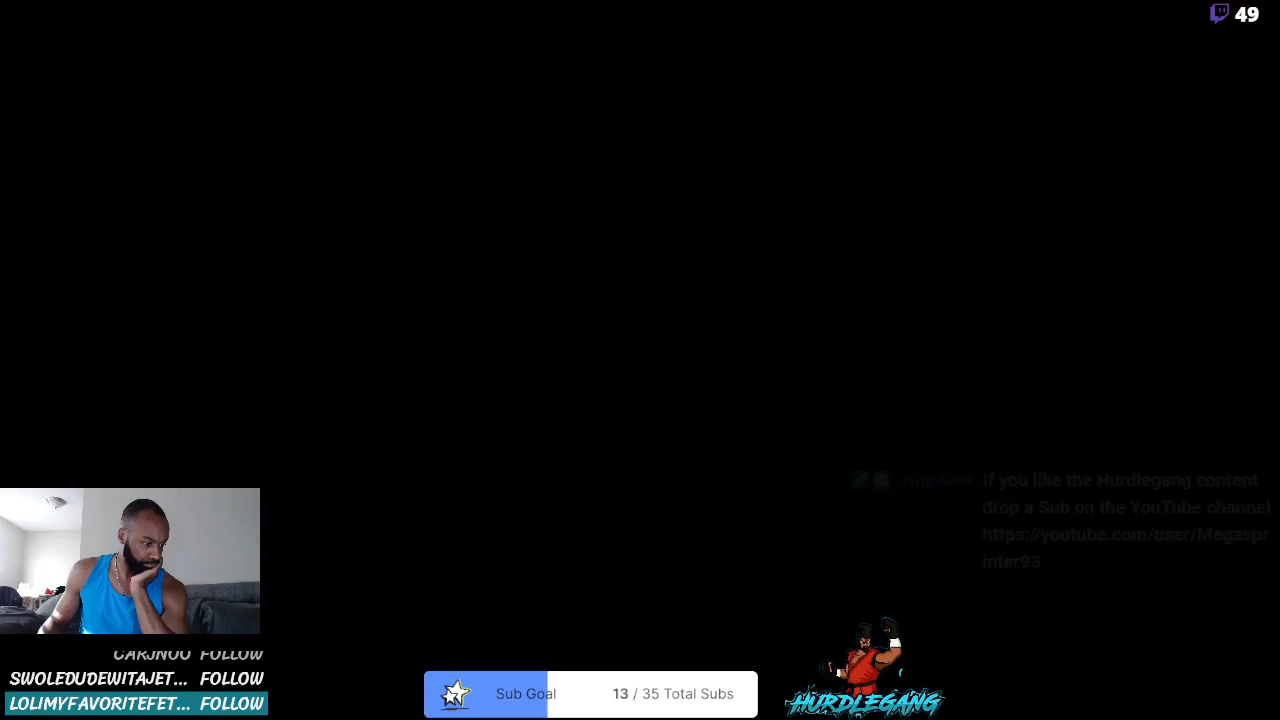 49
Nightbot If you like the Hurdlegang content
drop a Sub on the YouTube channel
https://youtube.com/user/Megaspr
inter93
CARJNOO FOLLOW
SWOLEDUDEWITAJET... FOLLOW
LOLIMYFAVORITEFET... FOLLOW
Sub Goal 13 / 35 Total Subs
HURDLEGANG